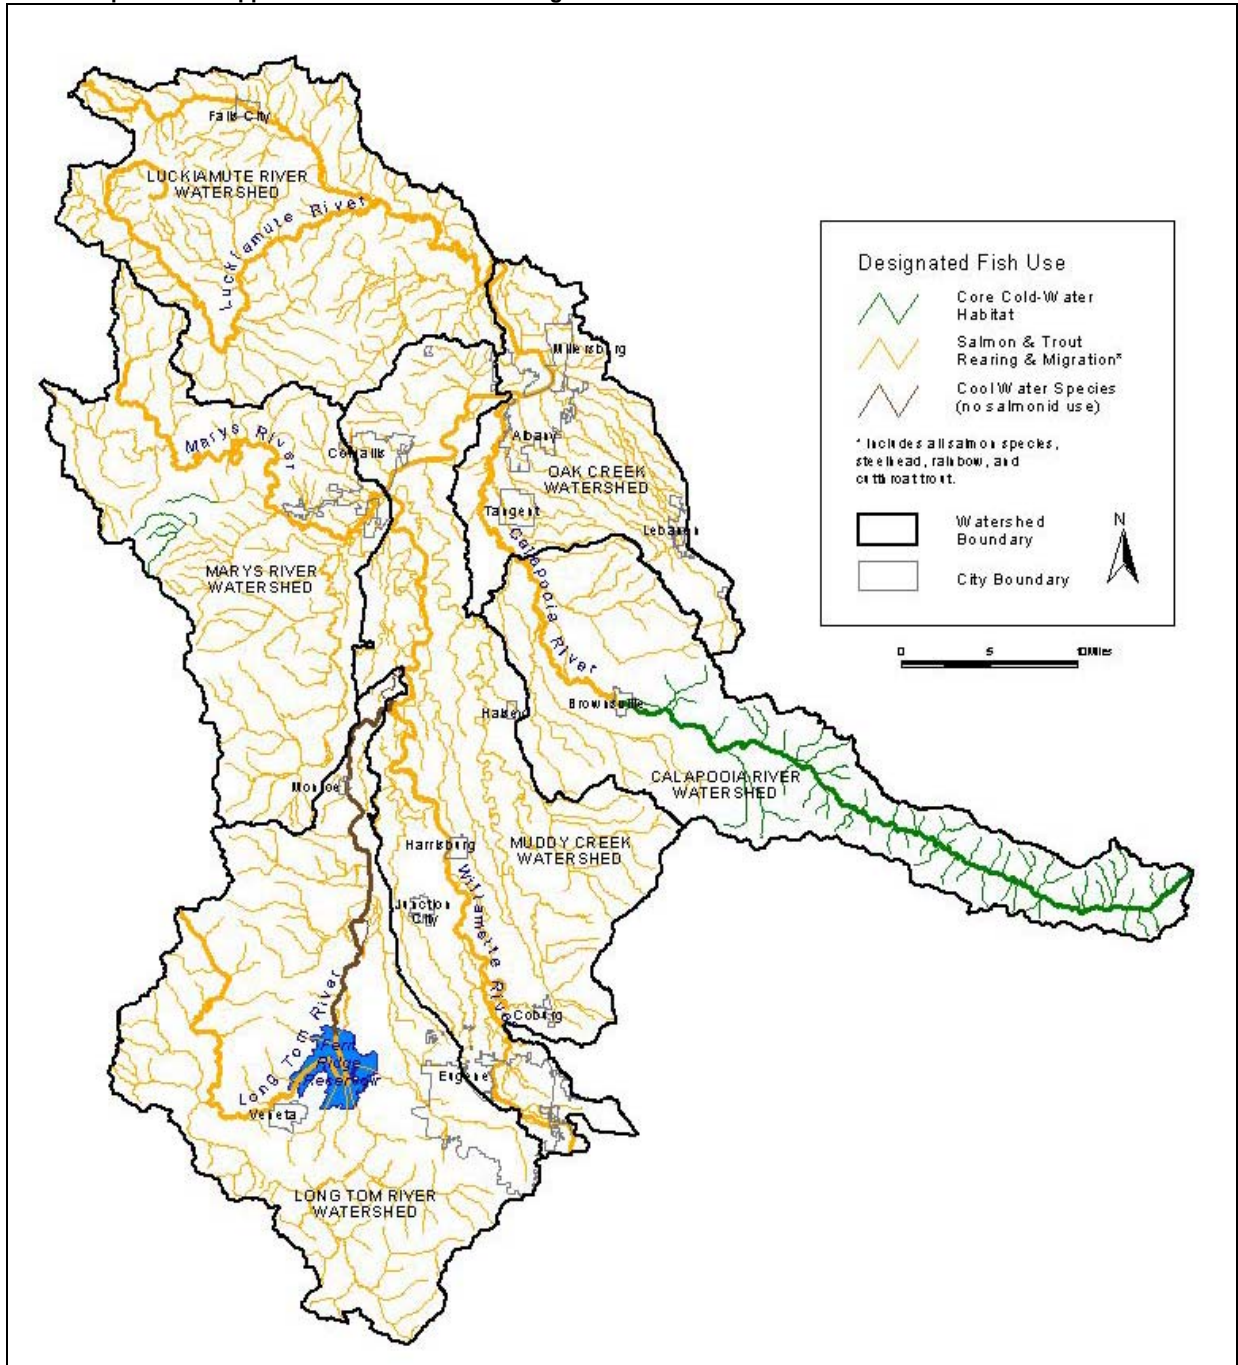 Falls City
LUCKIAMUTE RIVER
WATERSHED
Luckiamute River
Designated Fish Use
Core Cold-Water
Habitat
Salmon & Trout
Rearing & Migration*
Cool Water Species
(no salmonid use)
* Includes all salmon species,
steelhead, rainbow, and
cutthroat trout.
Watershed
Boundary
N
City Boundary
0 5 10 Miles
Millersburg
Marys River
Corvallis
Albany
OAK CREEK
WATERSHED
Tangent
Lebanon
Calapooia River
MARYS RIVER
WATERSHED
Brownsville
Halsey
CALAPOOIA RIVER
WATERSHED
Monroe
Harrisburg
MUDDY CREEK
WATERSHED
Junction
City
Willamette River
Coburg
Long Tom River
Fern
Ridge
Reservoir
Eugene
Veneta
LONG TOM RIVER
WATERSHED